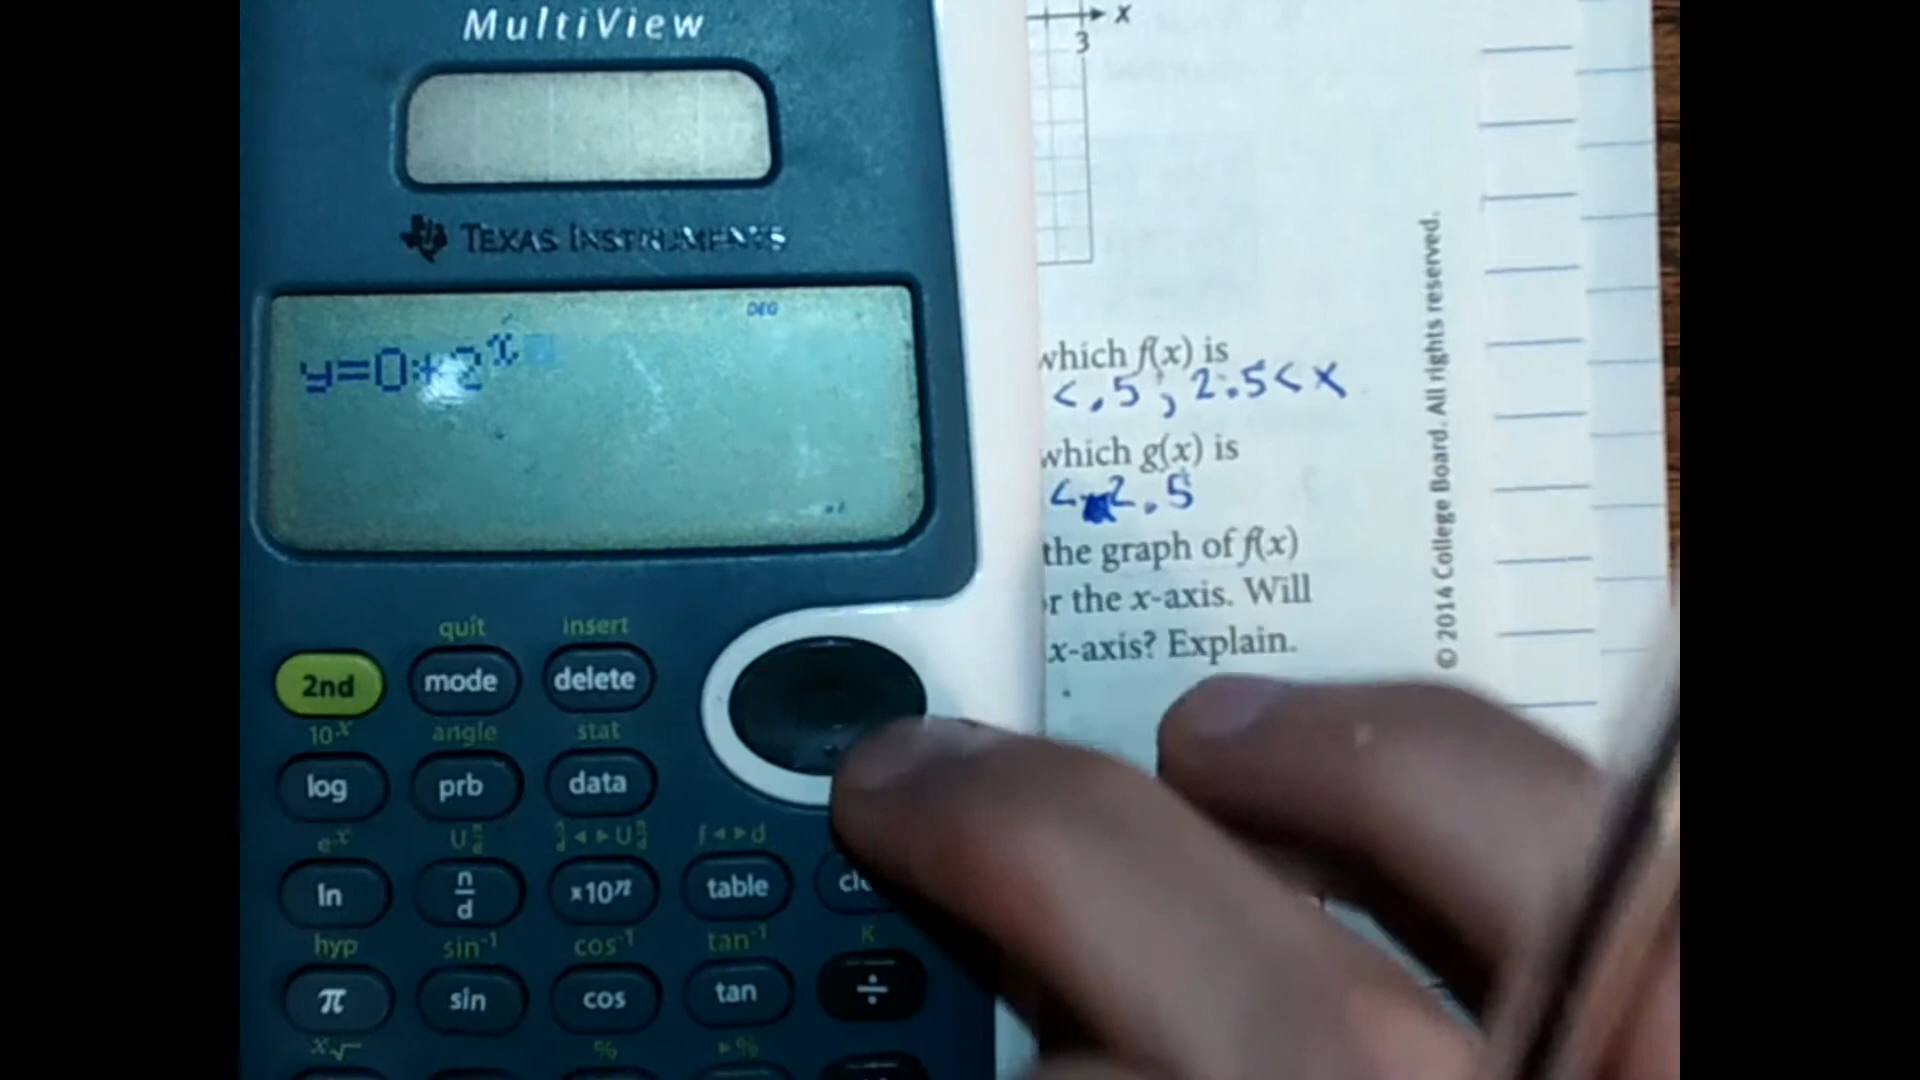 MultiView
TEXAS INSTRUMENTS
DEG
y=0*2^x
quit insert
2nd mode delete
10^x angle stat
log prb data
e^x U n/d n/d◄►U n/d f◄►d
ln n/d ×10^n table
hyp sin⁻¹ cos⁻¹ tan⁻¹ K
π sin cos tan ÷
x√ % ►%
x
3
which f(x) is
<.5, 2.5<x
which g(x) is
2.5
the graph of f(x)
r the x-axis. Will
x-axis? Explain.
© 2014 College Board. All rights reserved.